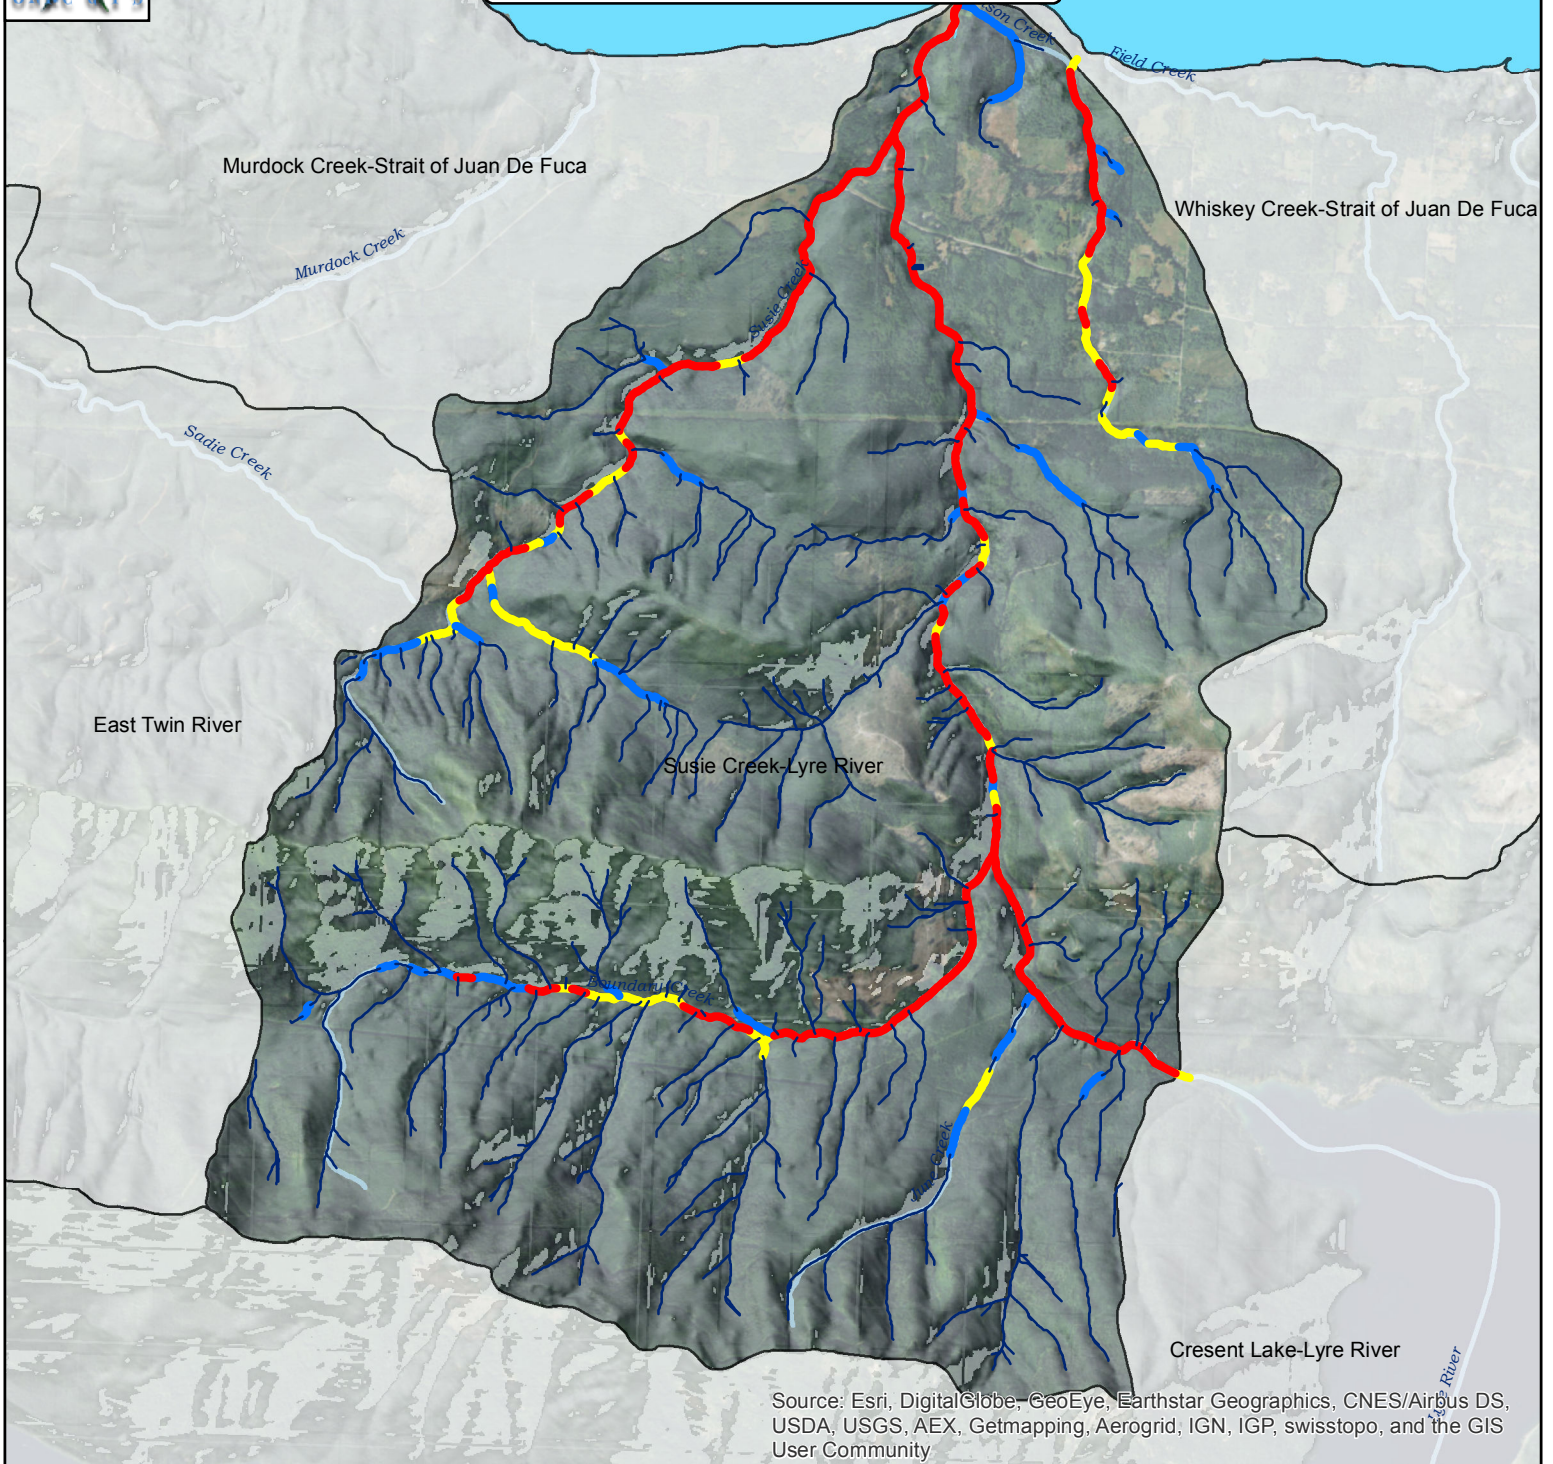 Creek
Field Creek
Murdock Creek-Strait of Juan De Fuca
Whiskey Creek-Strait of Juan De Fuca
Murdock Creek
Susie Creek
Sadie Creek
East Twin River
Susie Creek-Lyre River
Boundary Creek
Creek
Cresent Lake-Lyre River
Lyre River
Source: Esri, DigitalGlobe, GeoEye, Earthstar Geographics, CNES/Airbus DS,
USDA, USGS, AEX, Getmapping, Aerogrid, IGN, IGP, swisstopo, and the GIS
User Community